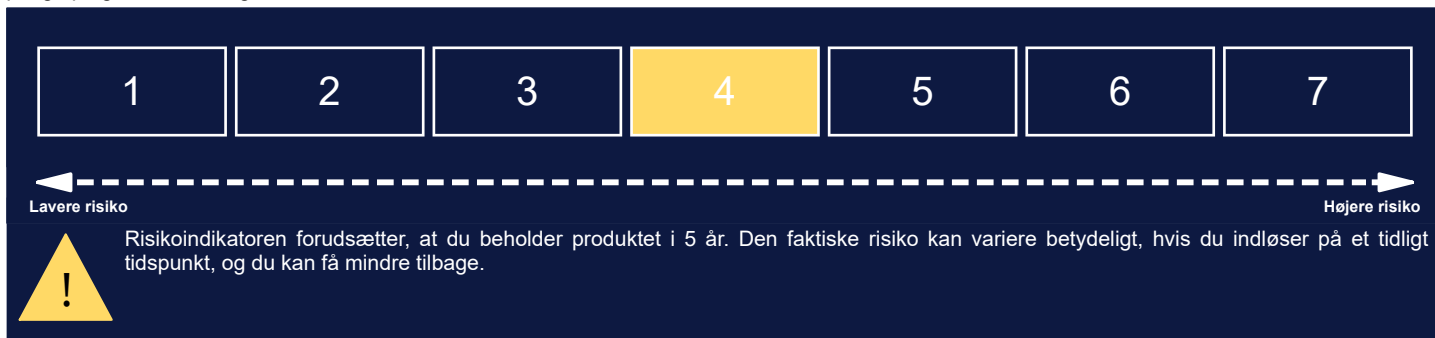 1 2 3 4 5 6 7
Lavere risiko Højere risiko
Risikoindikatoren forudsætter, at du beholder produktet i 5 år. Den faktiske risiko kan variere betydeligt, hvis du indløser på et tidligt
tidspunkt, og du kan få mindre tilbage.
!